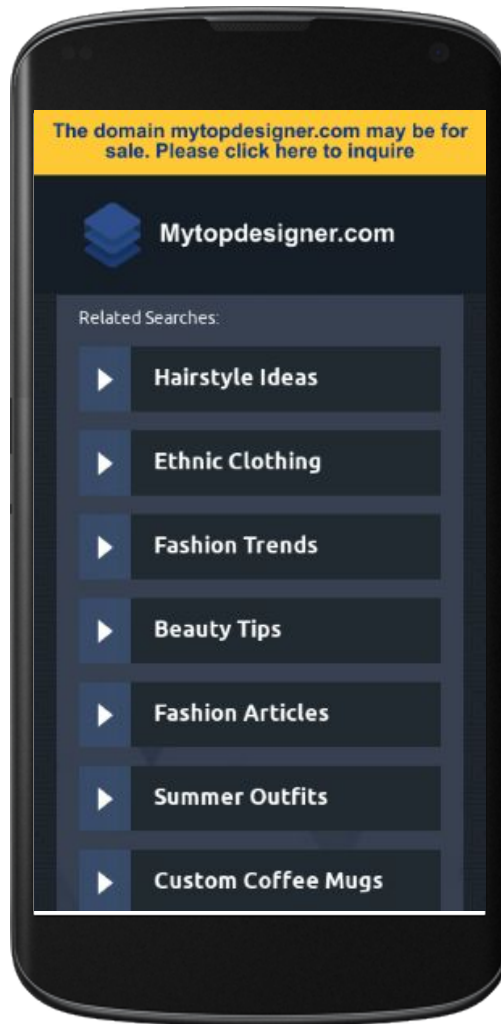 The domain mytopdesigner.com may be for
sale. Please click here to inquire
Mytopdesigner.com
Related Searches:
Hairstyle Ideas
Ethnic Clothing
Fashion Trends
Beauty Tips
Fashion Articles
Summer Outfits
Custom Coffee Mugs